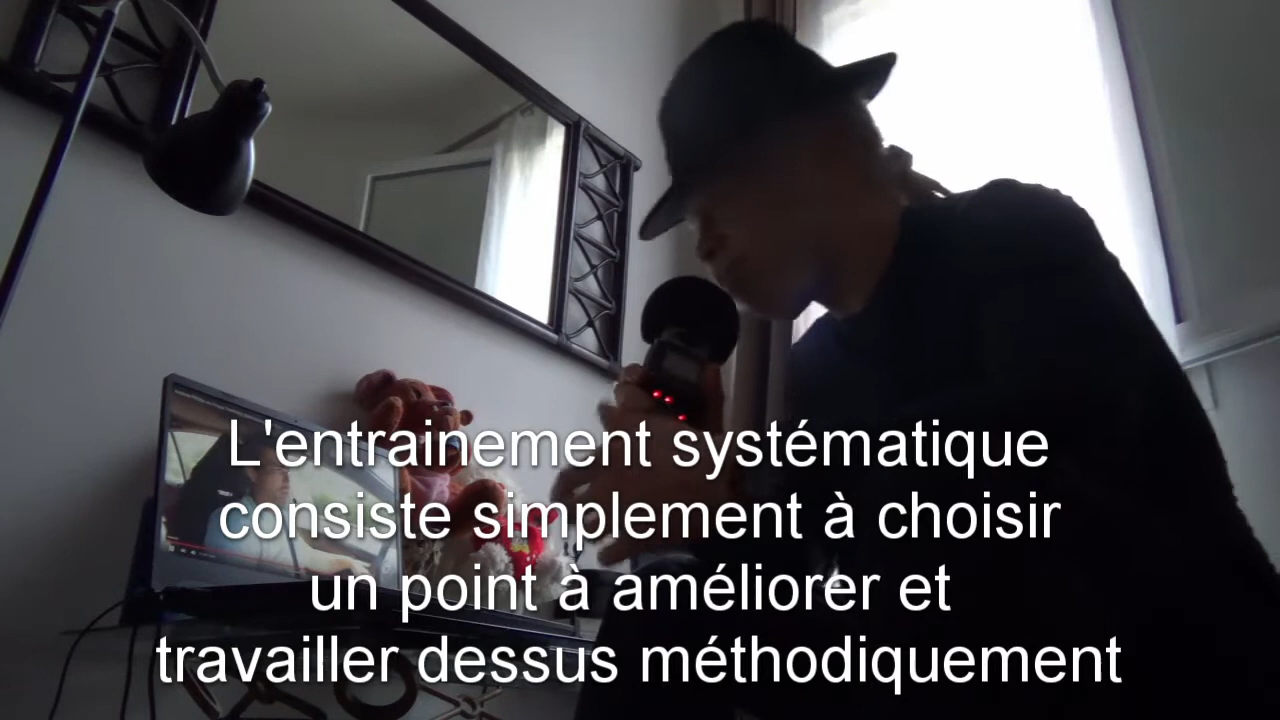 L'entrainement systématique
consiste simplement à choisir
un point à améliorer et
travailler dessus méthodiquement